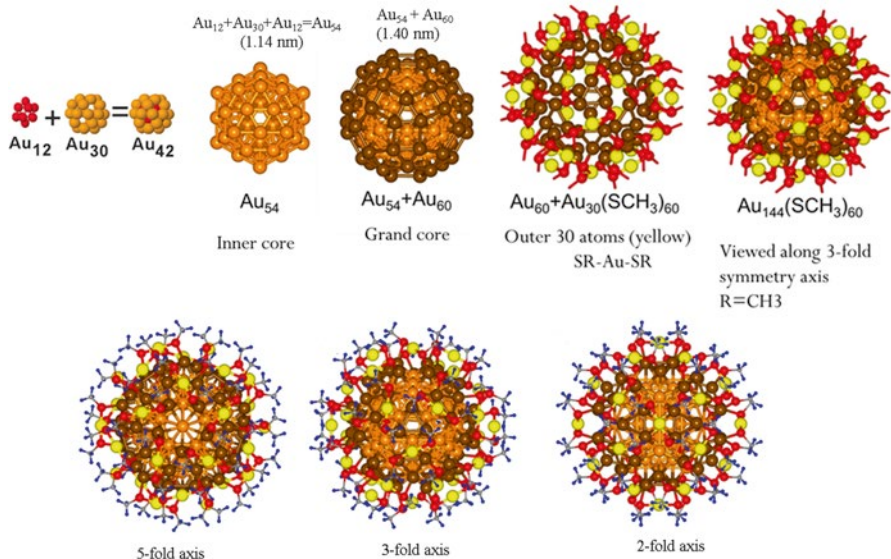 Au₁₂+Au₃₀+Au₁₂=Au₅₄
(1.14 nm)
Au₅₄ + Au₆₀
(1.40 nm)
+
=
Au₁₂
Au₃₀
Au₄₂
Au₅₄
Au₅₄+Au₆₀
Au₆₀+Au₃₀(SCH₃)₆₀
Au₁₄₄(SCH₃)₆₀
Inner core
Grand core
Outer 30 atoms (yellow)
SR-Au-SR
Viewed along 3-fold
symmetry axis
R=CH3
5-fold axis
3-fold axis
2-fold axis